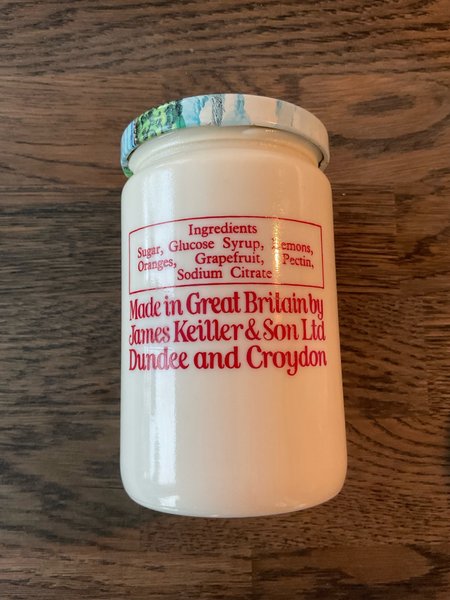 Ingredients
Sugar, Glucose Syrup, Lemons,
Oranges, Grapefruit, Pectin,
Sodium Citrate
Made in Great Britain by
James Keiller & Son Ltd
Dundee and Croydon